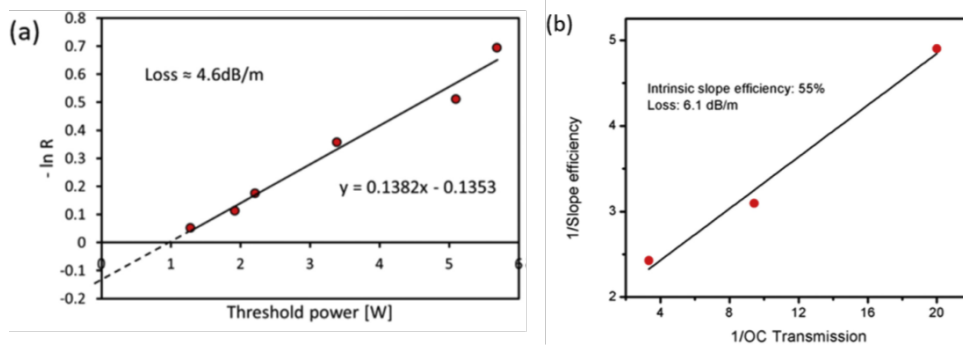 (a)
0.8
0.7
0.6
0.5
0.4
0.3
0.2
0.1
0
-0.1
-0.2
- ln R
Loss ≈ 4.6dB/m
y = 0.1382x - 0.1353
0 1 2 3 4 5 6
Threshold power [W]
(b)
5
4
3
2
1/Slope efficiency
Intrinsic slope efficiency: 55%
Loss: 6.1 dB/m
4 8 12 16 20
1/OC Transmission